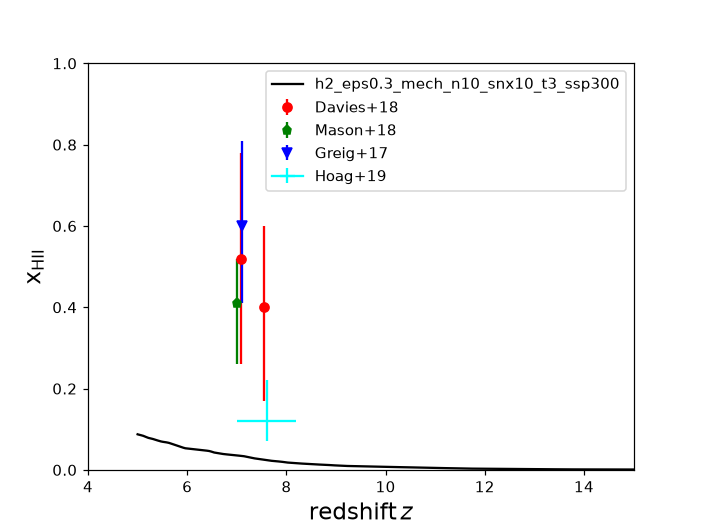 1.0
0.8
0.6
0.4
0.2
0.0
4 6 8 10 12 14
redshift z
xHII
h2_eps0.3_mech_n10_snx10_t3_ssp300
Davies+18
Mason+18
Greig+17
Hoag+19